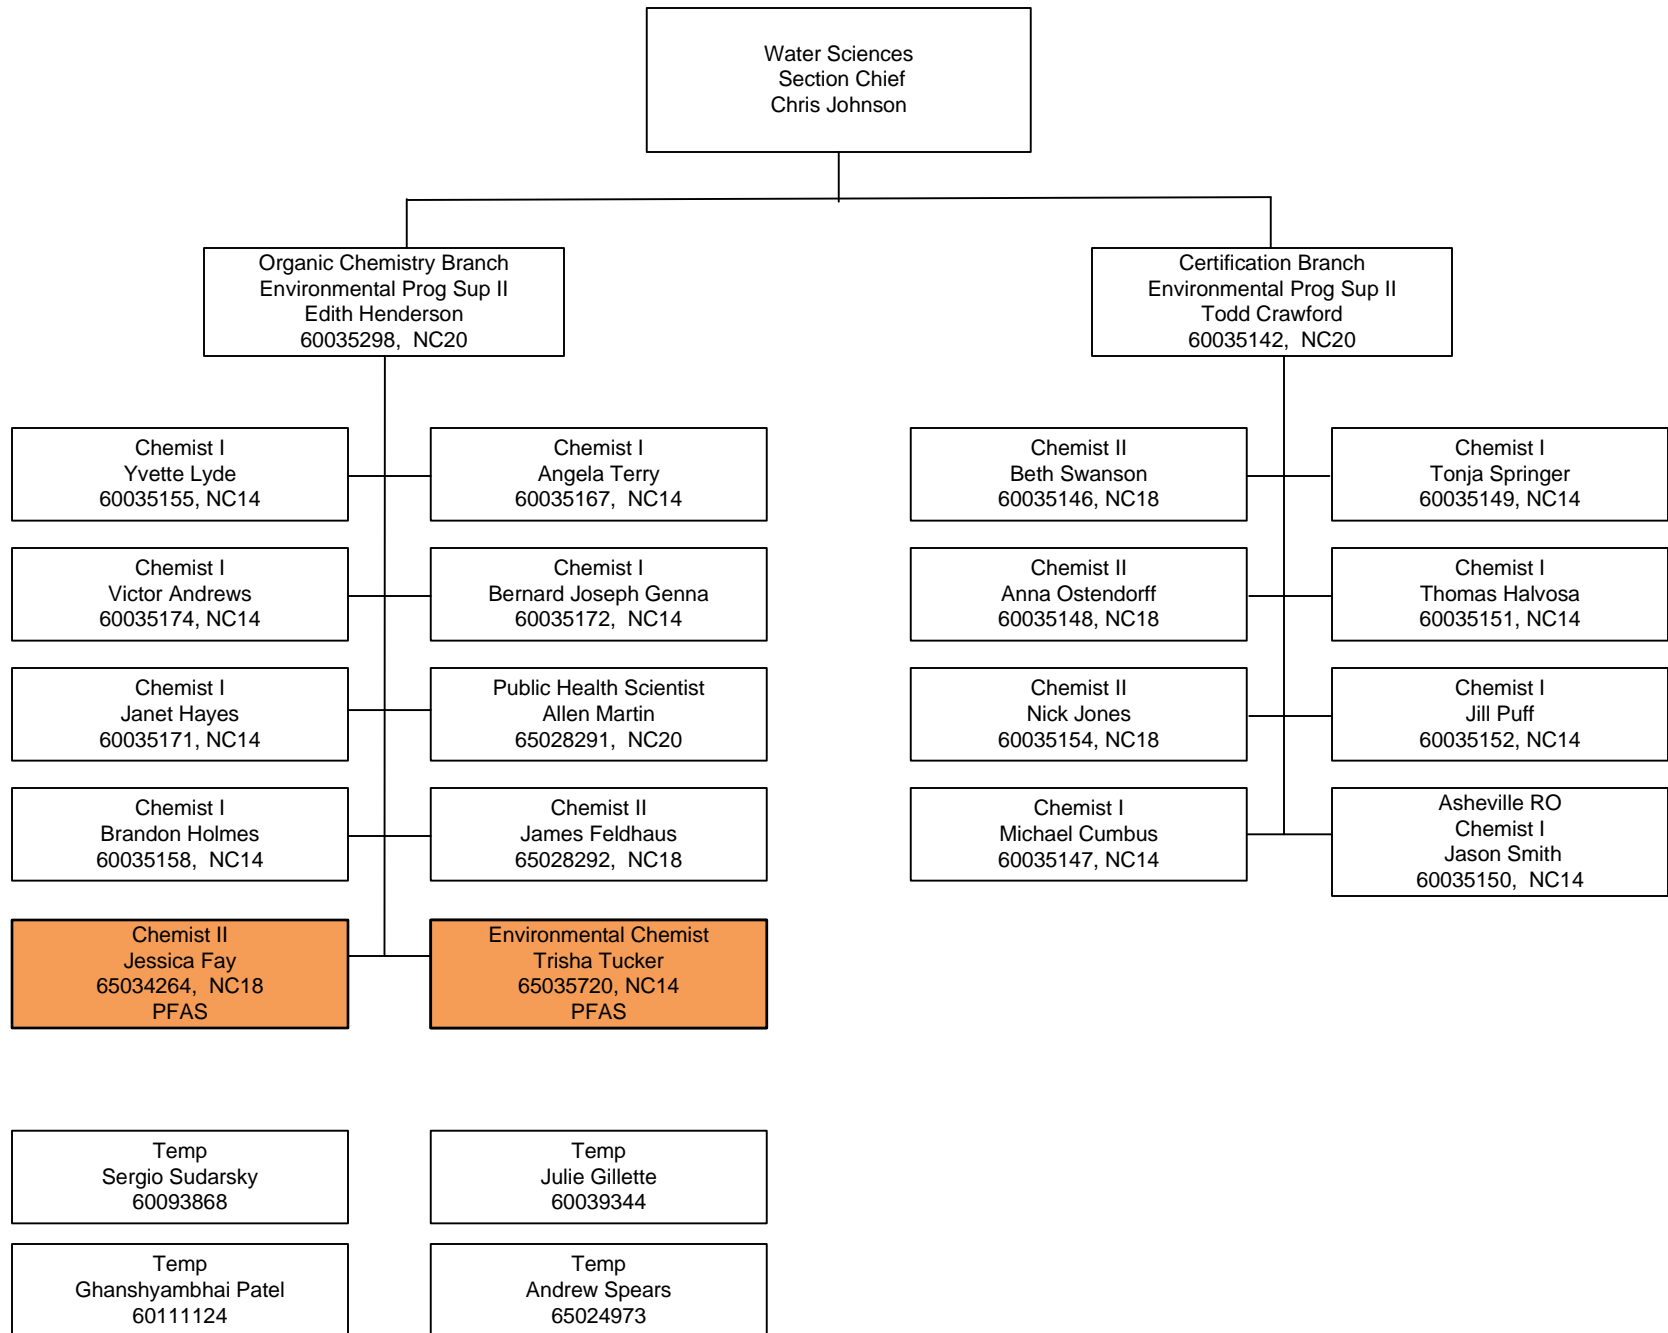 Water Sciences
Section Chief
Chris Johnson
Organic Chemistry Branch
Environmental Prog Sup II
Edith Henderson
60035298, NC20
Certification Branch
Environmental Prog Sup II
Todd Crawford
60035142, NC20
Chemist I
Yvette Lyde
60035155, NC14
Chemist I
Angela Terry
60035167, NC14
Chemist II
Beth Swanson
60035146, NC18
Chemist I
Tonja Springer
60035149, NC14
Chemist I
Victor Andrews
60035174, NC14
Chemist I
Bernard Joseph Genna
60035172, NC14
Chemist II
Anna Ostendorff
60035148, NC18
Chemist I
Thomas Halvosa
60035151, NC14
Chemist I
Janet Hayes
60035171, NC14
Public Health Scientist
Allen Martin
65028291, NC20
Chemist II
Nick Jones
60035154, NC18
Chemist I
Jill Puff
60035152, NC14
Chemist I
Brandon Holmes
60035158, NC14
Chemist II
James Feldhaus
65028292, NC18
Chemist I
Michael Cumbus
60035147, NC14
Asheville RO
Chemist I
Jason Smith
60035150, NC14
Chemist II
Jessica Fay
65034264, NC18
PFAS
Environmental Chemist
Trisha Tucker
65035720, NC14
PFAS
Temp
Sergio Sudarsky
60093868
Temp
Julie Gillette
60039344
Temp
Ghanshyambhai Patel
60111124
Temp
Andrew Spears
65024973